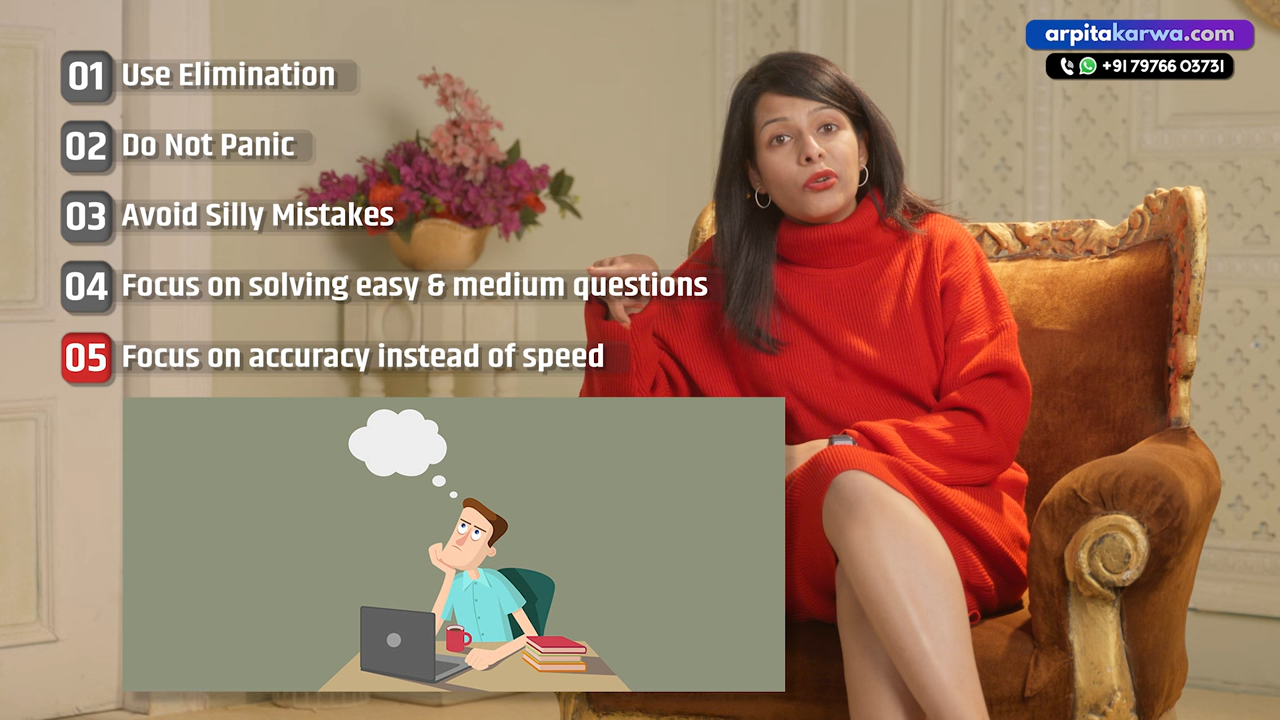 arpitakarwa.com
+91 79766 03731
01 Use Elimination
02 Do Not Panic
03 Avoid Silly Mistakes
04 Focus on solving easy & medium questions
05 Focus on accuracy instead of speed